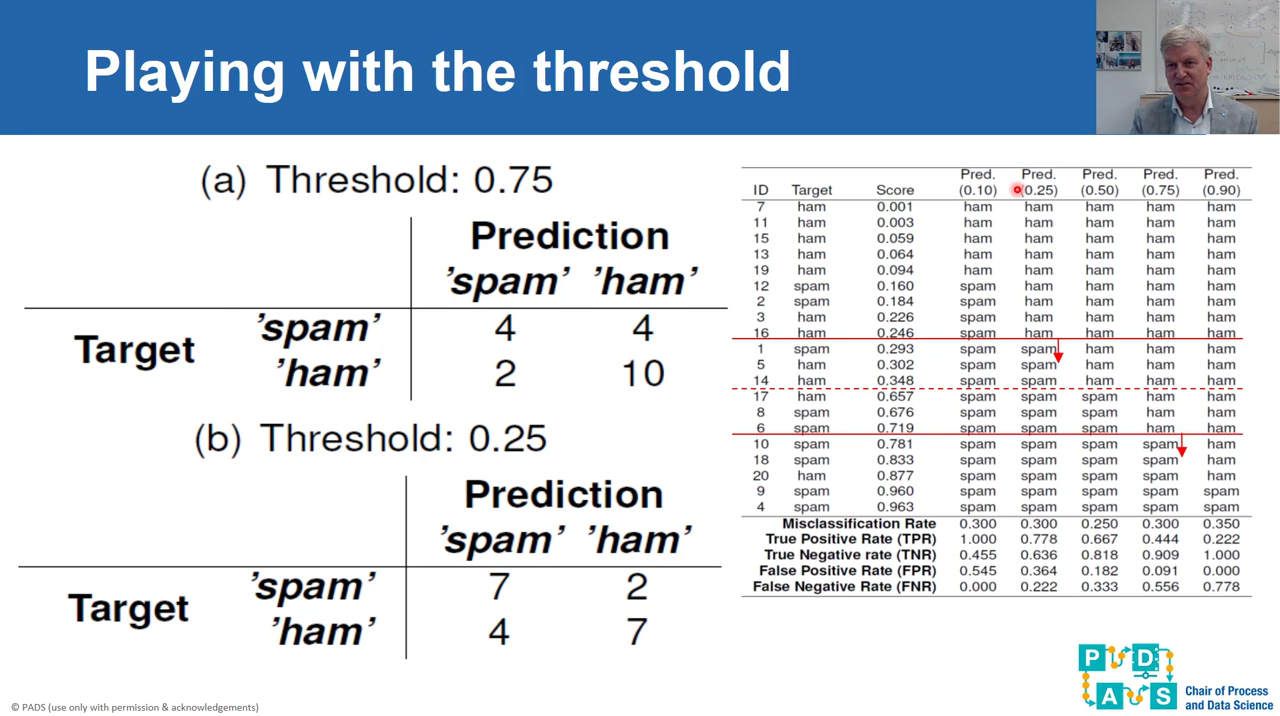 Playing with the threshold
(a) Threshold: 0.75
Prediction
'spam' 'ham'
Target 'spam' 4 4
'ham' 2 10
(b) Threshold: 0.25
Prediction
'spam' 'ham'
Target 'spam' 7 2
'ham' 4 7
Pred. Pred. Pred. Pred. Pred.
ID Target Score (0.10) (0.25) (0.50) (0.75) (0.90)
7 ham 0.001 ham ham ham ham ham
11 ham 0.003 ham ham ham ham ham
15 ham 0.059 ham ham ham ham ham
13 ham 0.064 ham ham ham ham ham
19 ham 0.094 ham ham ham ham ham
12 spam 0.160 spam ham ham ham ham
2 spam 0.184 spam ham ham ham ham
3 ham 0.226 spam ham ham ham ham
16 ham 0.246 spam ham ham ham ham
1 spam 0.293 spam spam ham ham ham
5 ham 0.302 spam spam ham ham ham
14 ham 0.348 spam spam ham ham ham
17 ham 0.657 spam spam spam ham ham
8 spam 0.676 spam spam spam ham ham
6 spam 0.719 spam spam spam ham ham
10 spam 0.781 spam spam spam spam ham
18 spam 0.833 spam spam spam spam ham
20 ham 0.877 spam spam spam spam ham
9 spam 0.960 spam spam spam spam spam
4 spam 0.963 spam spam spam spam spam
Misclassification Rate 0.300 0.300 0.250 0.300 0.350
True Positive Rate (TPR) 1.000 0.778 0.667 0.444 0.222
True Negative rate (TNR) 0.455 0.636 0.818 0.909 1.000
False Positive Rate (FPR) 0.545 0.364 0.182 0.091 0.000
False Negative Rate (FNR) 0.000 0.222 0.333 0.556 0.778
P D
A S
Chair of Process
and Data Science
© PADS (use only with permission & acknowledgements)